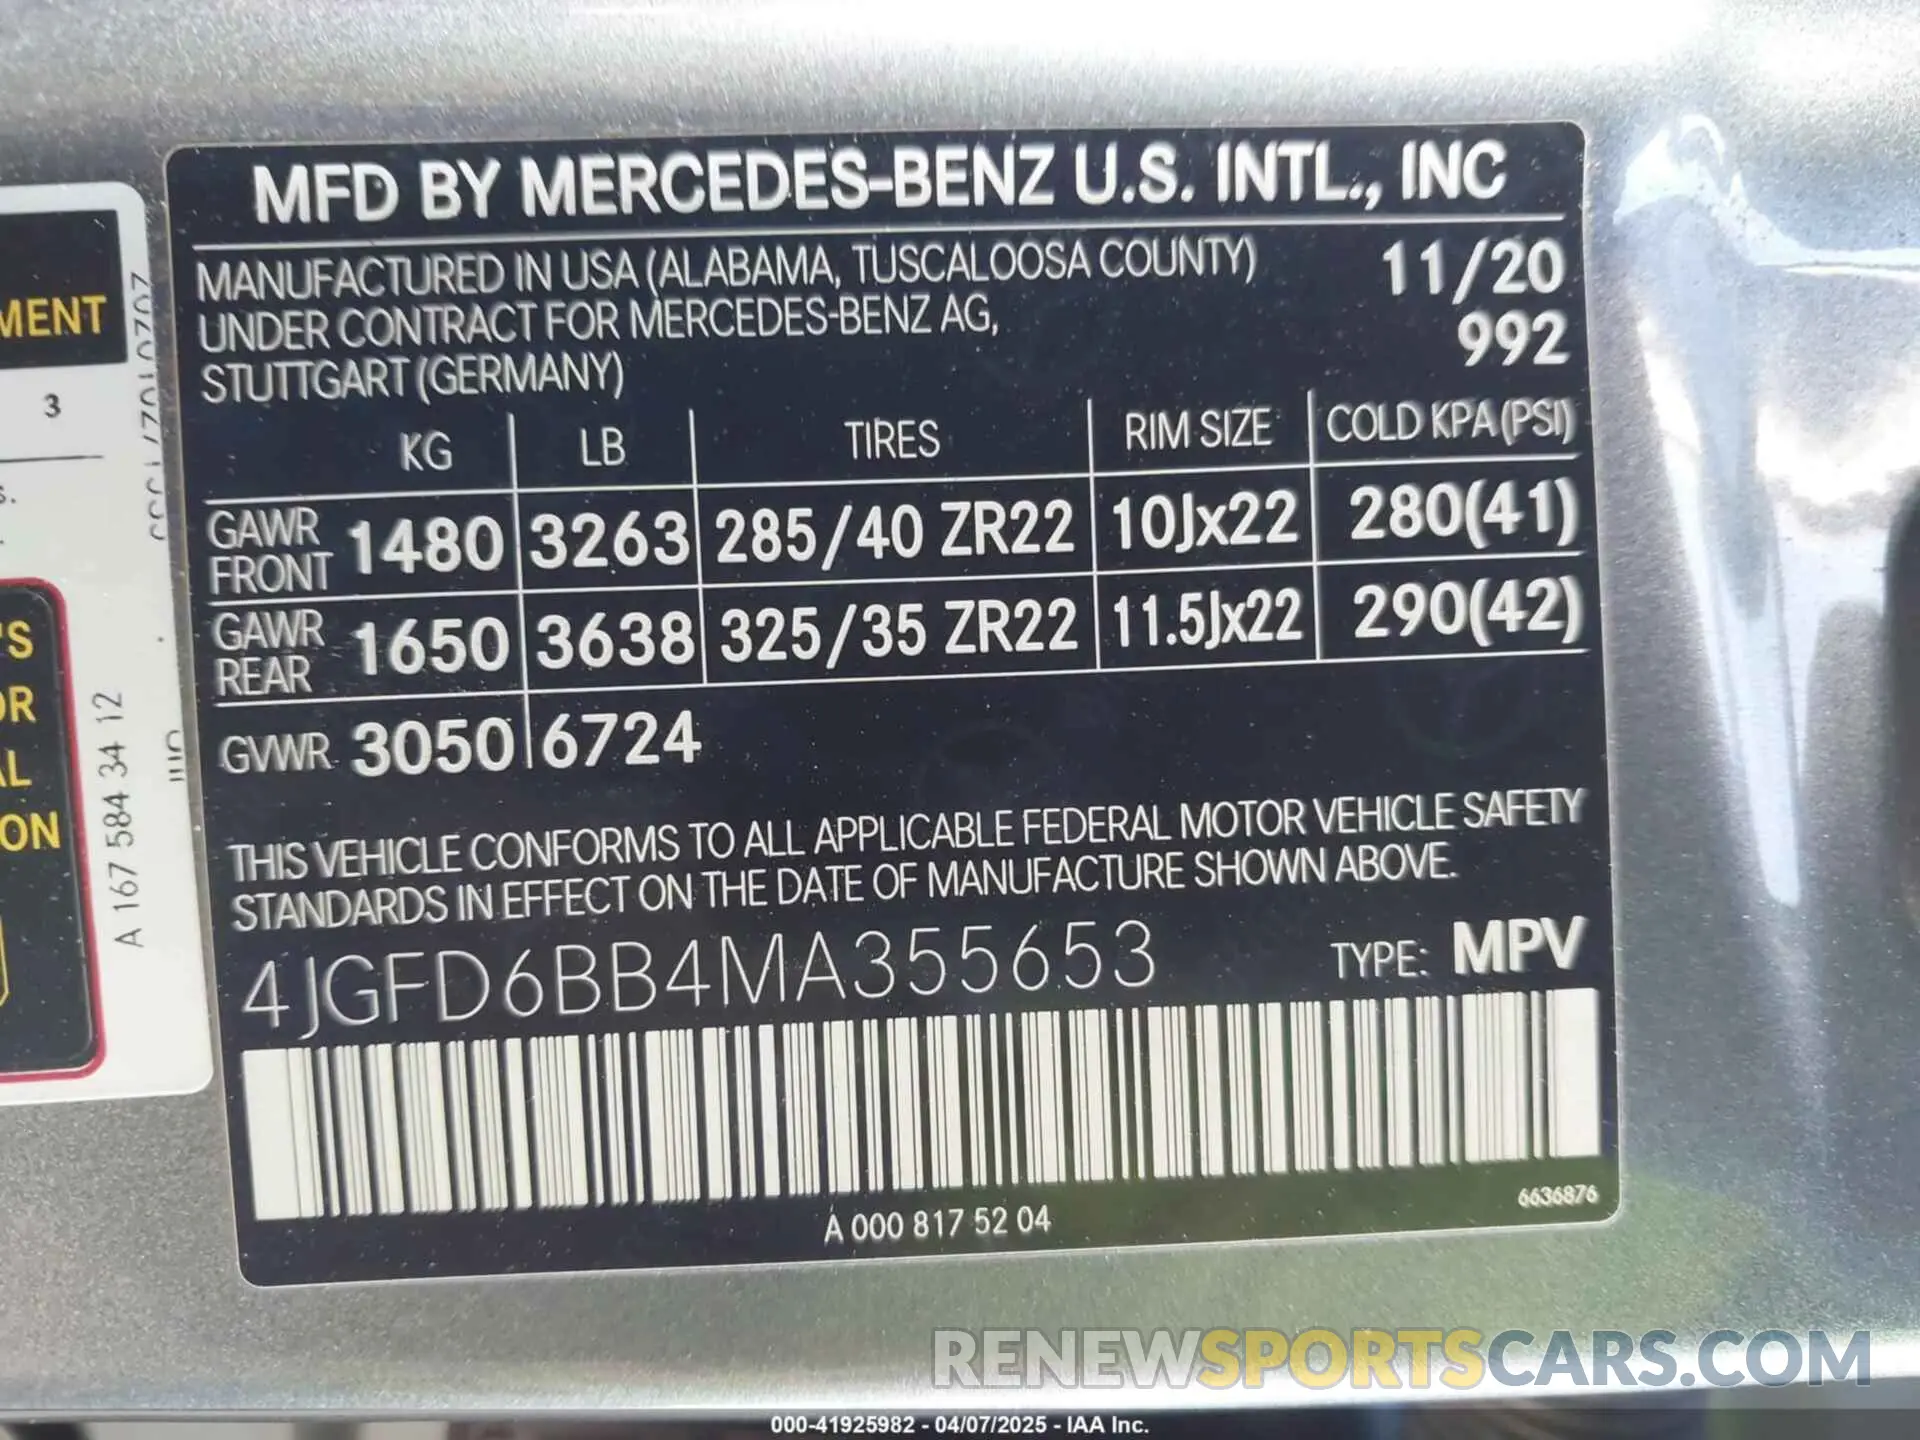 MFD BY MERCEDES-BENZ U.S. INTL., INC
MANUFACTURED IN USA (ALABAMA, TUSCALOOSA COUNTY) 11/20
UNDER CONTRACT FOR MERCEDES-BENZ AG, 992
STUTTGART (GERMANY)
KG LB TIRES RIM SIZE COLD KPA (PSI)
GAWR FRONT 1480 3263 285/40 ZR22 10Jx22 280(41)
GAWR REAR 1650 3638 325/35 ZR22 11.5Jx22 290(42)
GVWR 3050 6724
THIS VEHICLE CONFORMS TO ALL APPLICABLE FEDERAL MOTOR VEHICLE SAFETY
STANDARDS IN EFFECT ON THE DATE OF MANUFACTURE SHOWN ABOVE.
4JGFD6BB4MA355653 TYPE: MPV
6636876
A 000 817 52 04
MENT
3
'S
OR
AL
ON
A 167 584 34 12
RENEWSPORTSCARS.COM
000-41925982 - 04/07/2025 - IAA Inc.